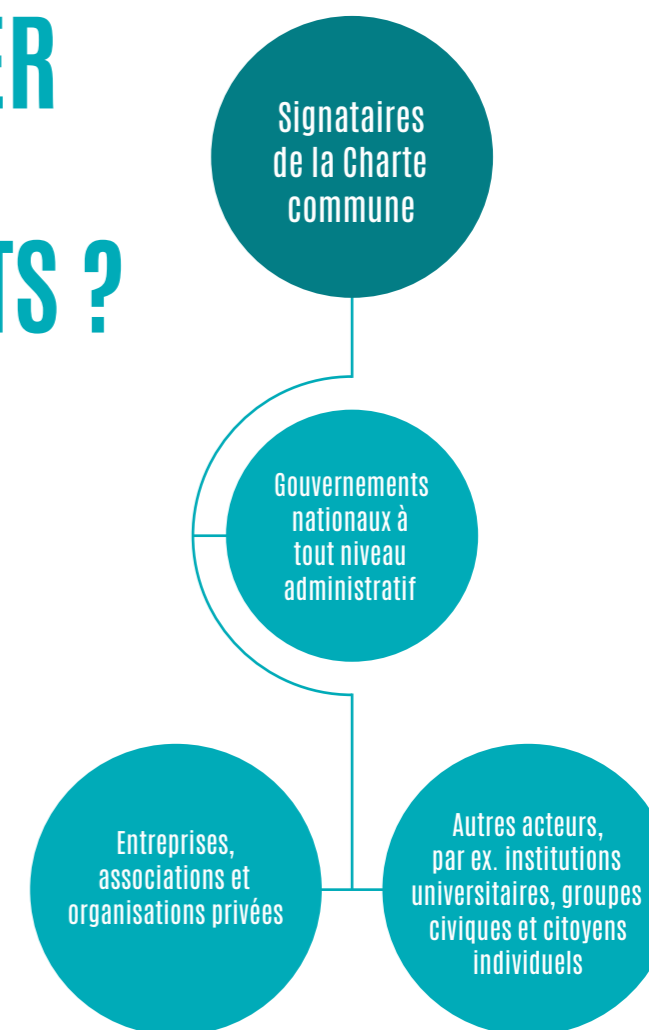 ER
TS ?
Signataires
de la Charte
commune
Gouvernements
nationaux à
tout niveau
administratif
Entreprises,
associations et
organisations privées
Autres acteurs,
par ex. institutions
universitaires, groupes
civiques et citoyens
individuels